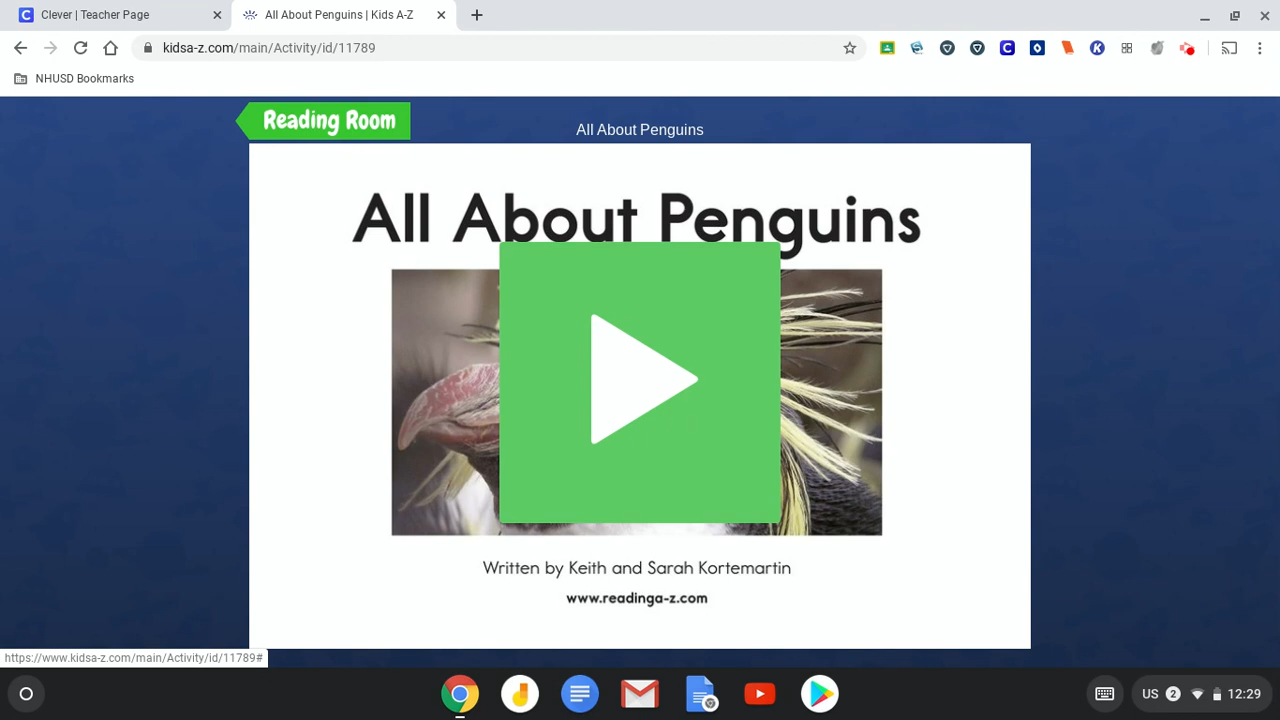 Clever | Teacher Page
All About Penguins | Kids A-Z
kidsa-z.com/main/Activity/id/11789
NHUSD Bookmarks
Reading Room
All About Penguins
All About Penguins
Written by Keith and Sarah Kortemartin
www.readinga-z.com
https://www.kidsa-z.com/main/Activity/id/11789#
US 2 12:29